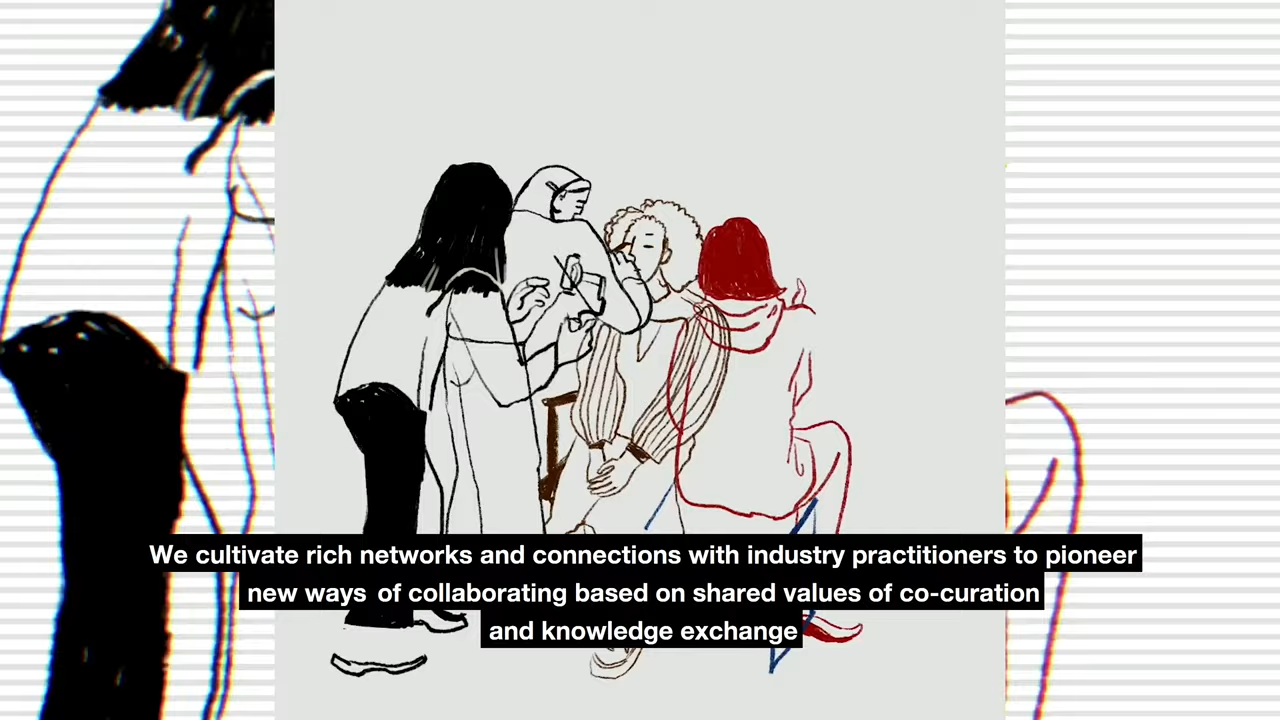 We cultivate rich networks and connections with industry practitioners to pioneer
new ways of collaborating based on shared values of co-curation
and knowledge exchange